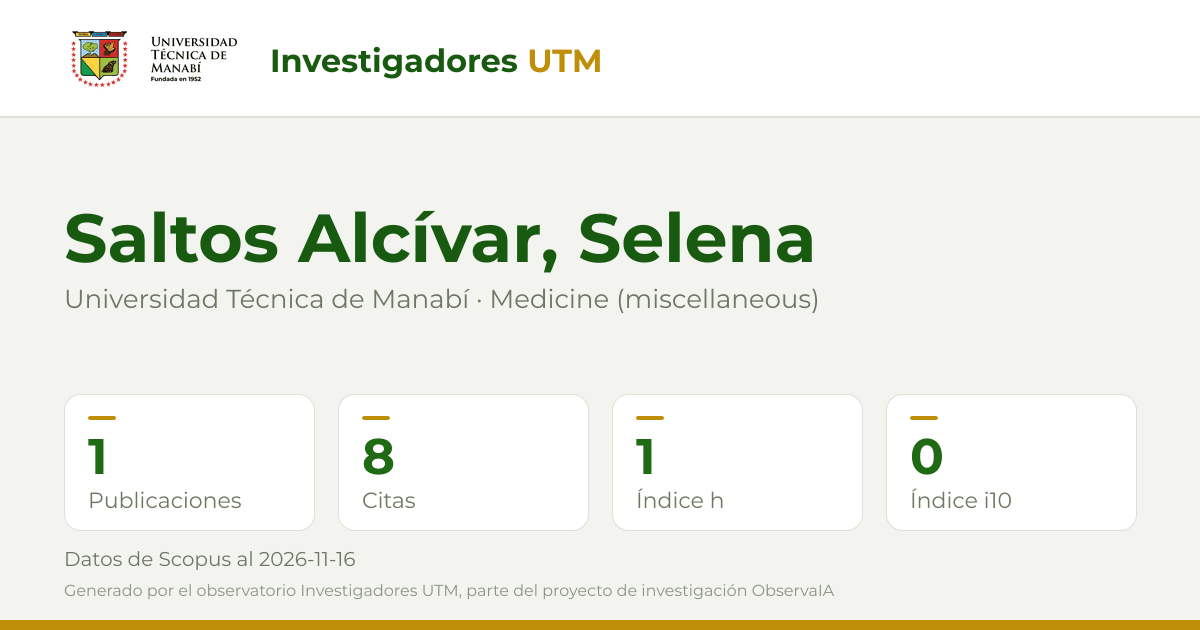 UNIVERSIDAD
TÉCNICA DE
MANABÍ
Fundada en 1952
Investigadores UTM
Saltos Alcívar, Selena
Universidad Técnica de Manabí · Medicine (miscellaneous)
1
Publicaciones
8
Citas
1
Índice h
0
Índice i10
Datos de Scopus al 2026-11-16
Generado por el observatorio Investigadores UTM, parte del proyecto de investigación ObservaIA